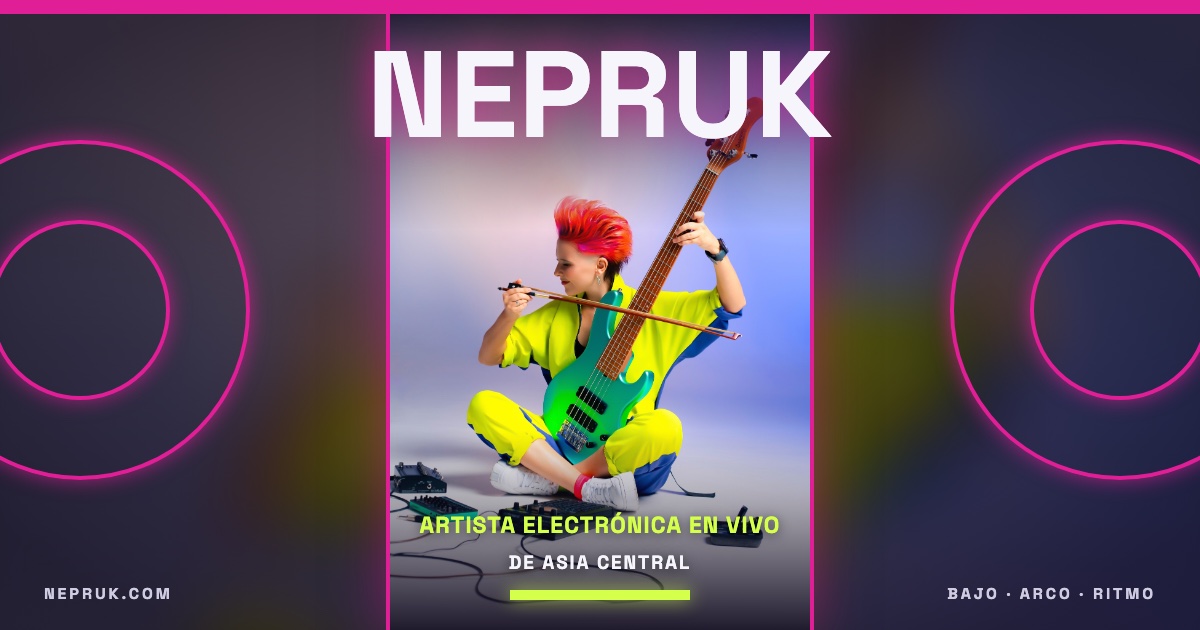 NEPRUK
ARTISTA ELECTRÓNICA EN VIVO
DE ASIA CENTRAL
NEPRUK.COM
BAJO · ARCO · RITMO